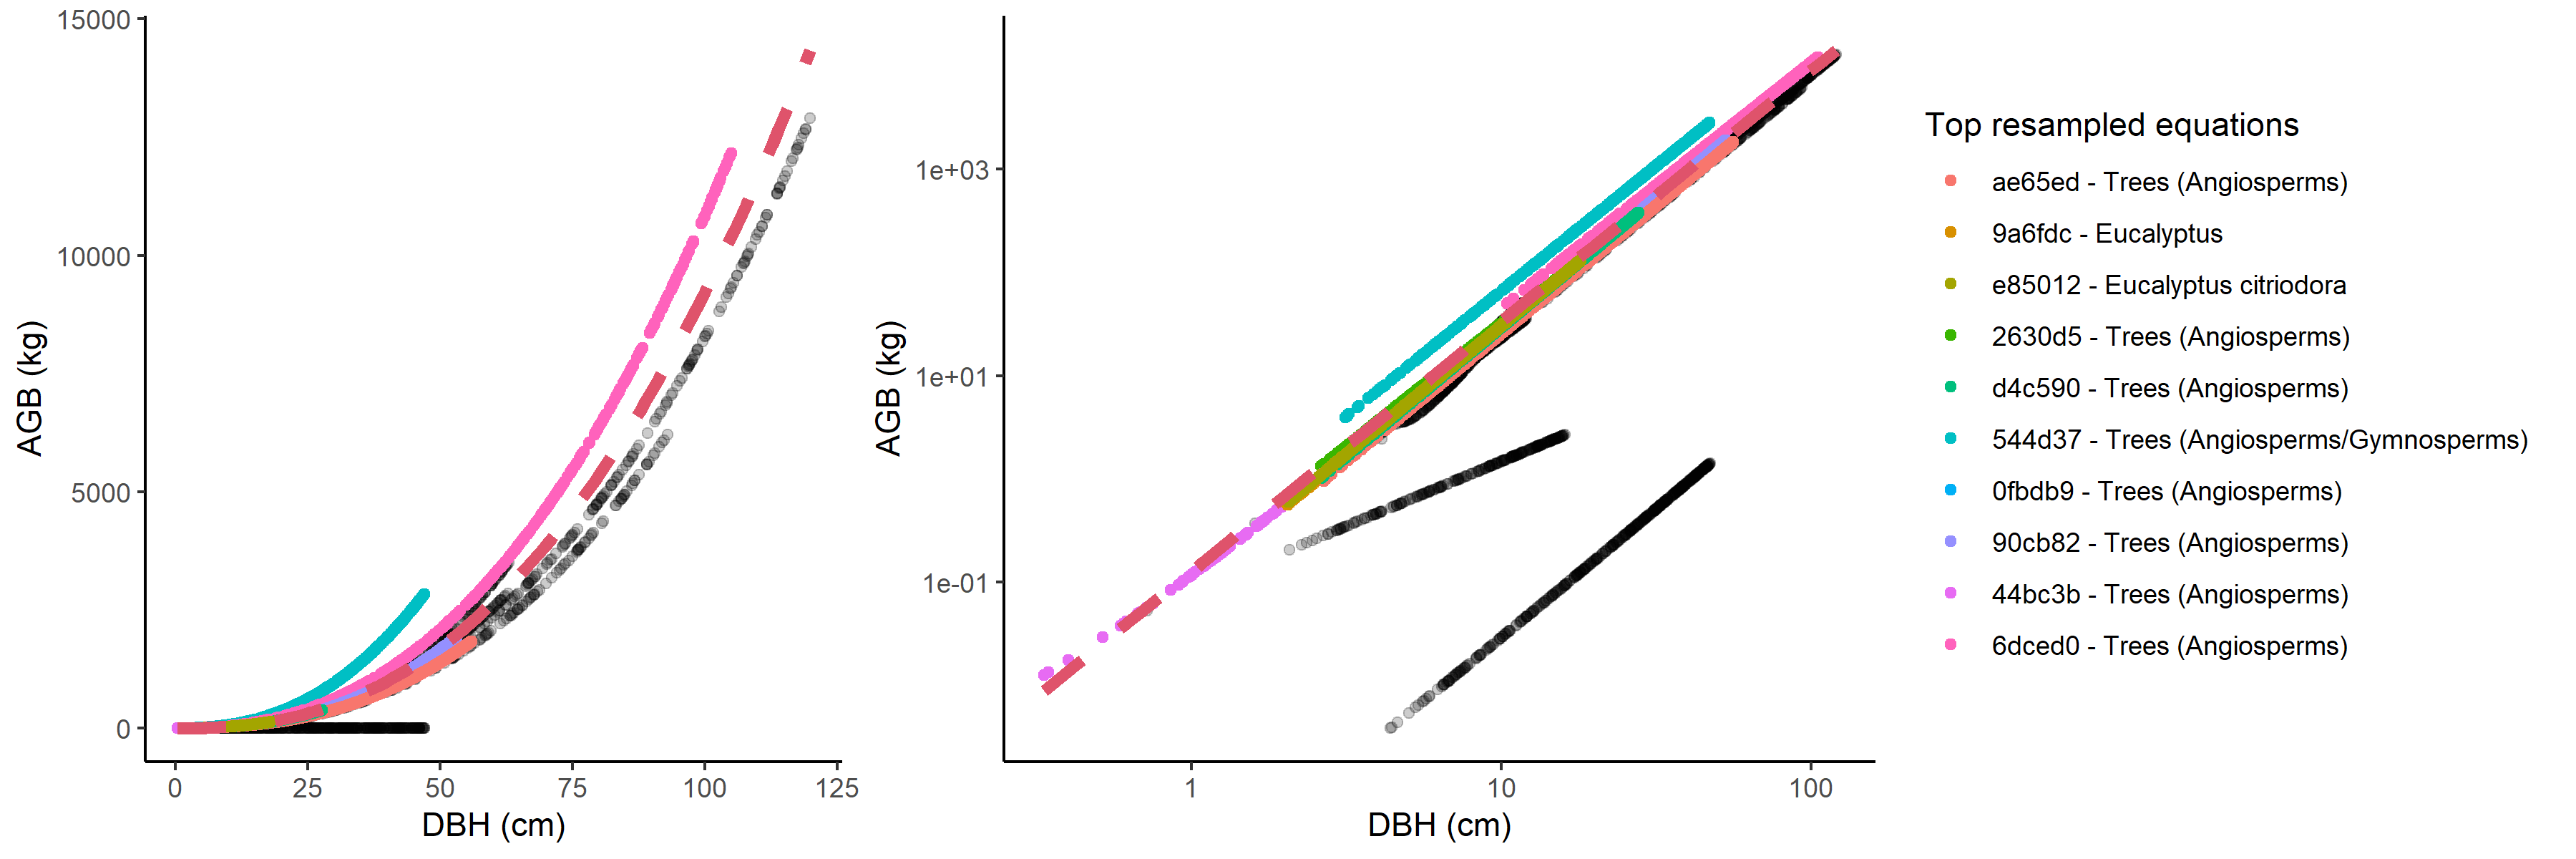 15000
10000
5000
0
AGB (kg)
0 25 50 75 100 125
DBH (cm)
1e+03
1e+01
1e-01
AGB (kg)
1 10 100
DBH (cm)
Top resampled equations
ae65ed - Trees (Angiosperms)
9a6fdc - Eucalyptus
e85012 - Eucalyptus citriodora
2630d5 - Trees (Angiosperms)
d4c590 - Trees (Angiosperms)
544d37 - Trees (Angiosperms/Gymnosperms)
0fbdb9 - Trees (Angiosperms)
90cb82 - Trees (Angiosperms)
44bc3b - Trees (Angiosperms)
6dced0 - Trees (Angiosperms)